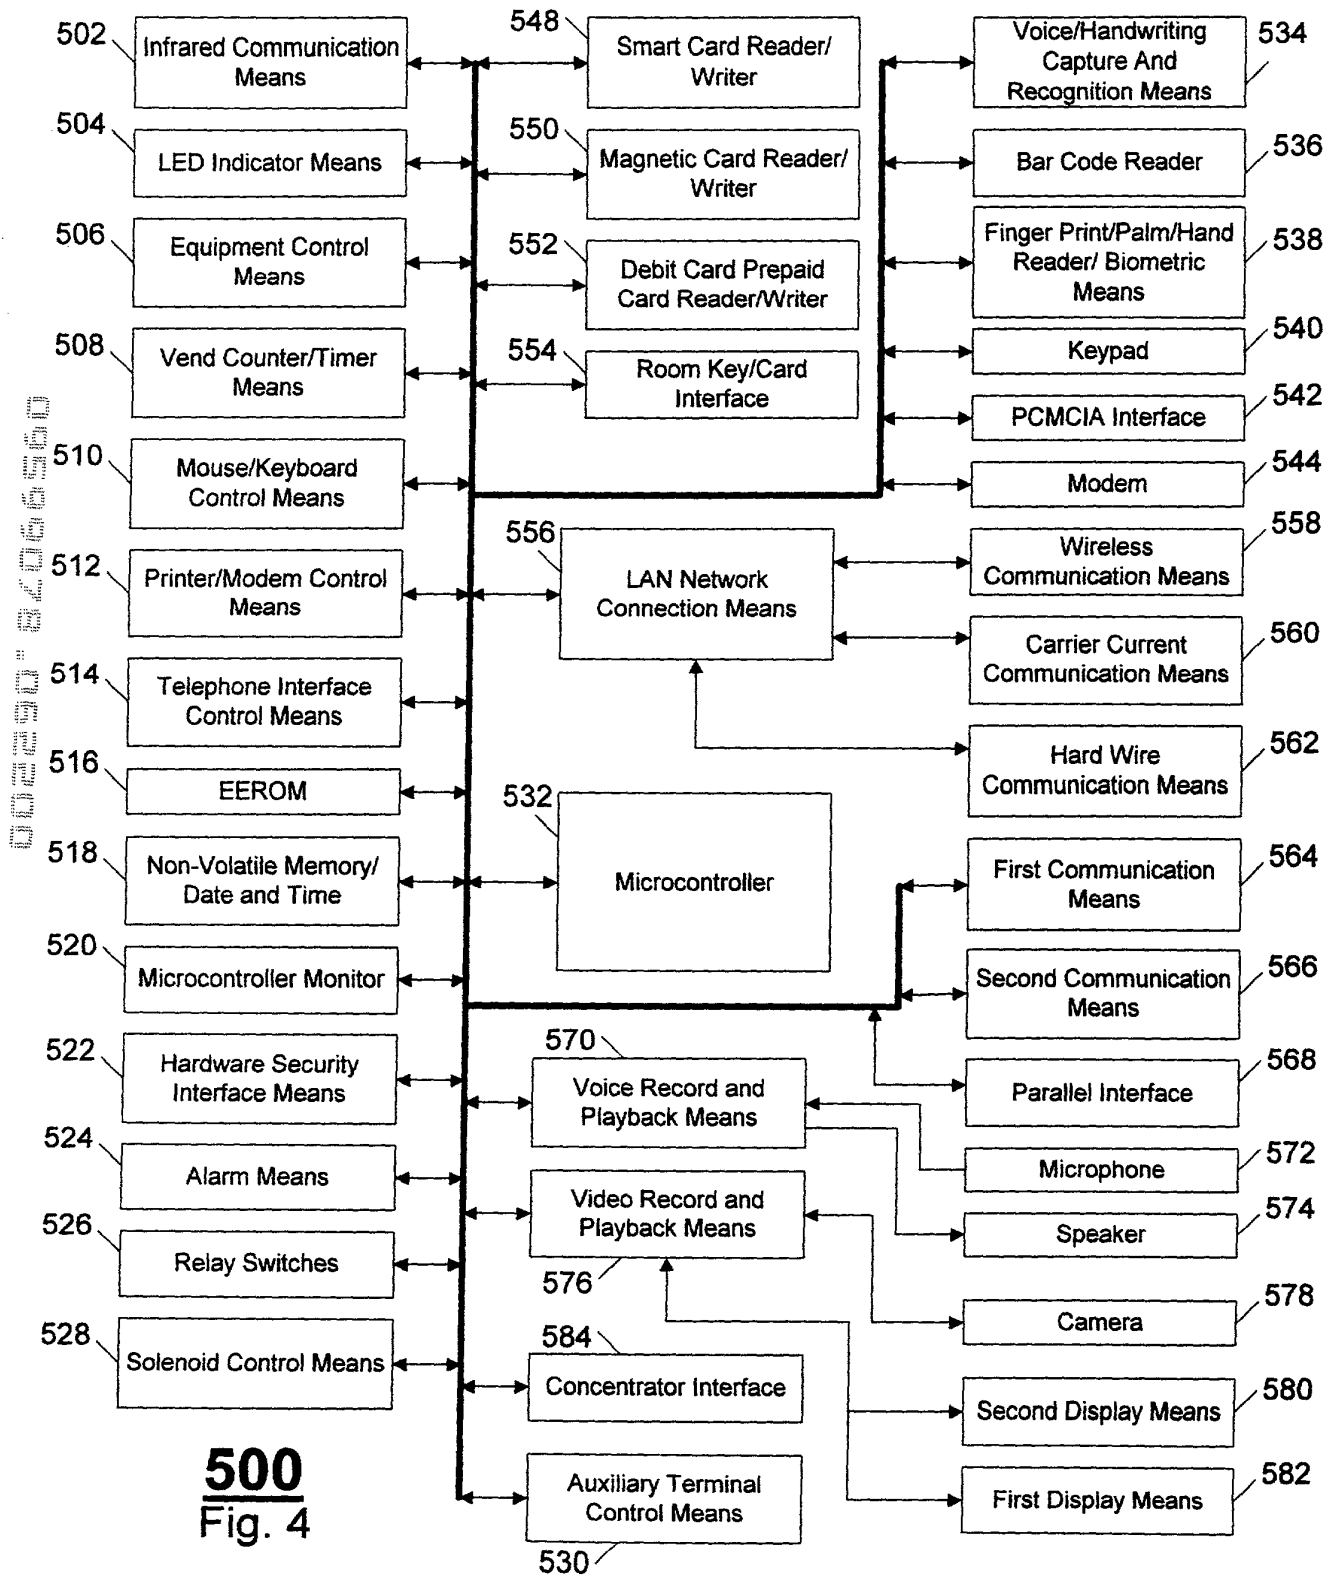 502
Infrared Communication
Means
504
LED Indicator Means
506
Equipment Control
Means
508
Vend Counter/Timer
Means
510
Mouse/Keyboard
Control Means
512
Printer/Modem Control
Means
514
Telephone Interface
Control Means
516
EEROM
518
Non-Volatile Memory/
Date and Time
520
Microcontroller Monitor
522
Hardware Security
Interface Means
524
Alarm Means
526
Relay Switches
528
Solenoid Control Means
548
Smart Card Reader/
Writer
550
Magnetic Card Reader/
Writer
552
Debit Card Prepaid
Card Reader/Writer
554
Room Key/Card
Interface
556
LAN Network
Connection Means
532
Microcontroller
570
Voice Record and
Playback Means
Video Record and
Playback Means
576
584
Concentrator Interface
Auxiliary Terminal
Control Means
530
Voice/Handwriting
Capture And
Recognition Means
534
Bar Code Reader
536
Finger Print/Palm/Hand
Reader/ Biometric
Means
538
Keypad
540
PCMCIA Interface
542
Modem
544
Wireless
Communication Means
558
Carrier Current
Communication Means
560
Hard Wire
Communication Means
562
First Communication
Means
564
Second Communication
Means
566
Parallel Interface
568
Microphone
572
Speaker
574
Camera
578
Second Display Means
580
First Display Means
582
500
Fig. 4
09599078.062200